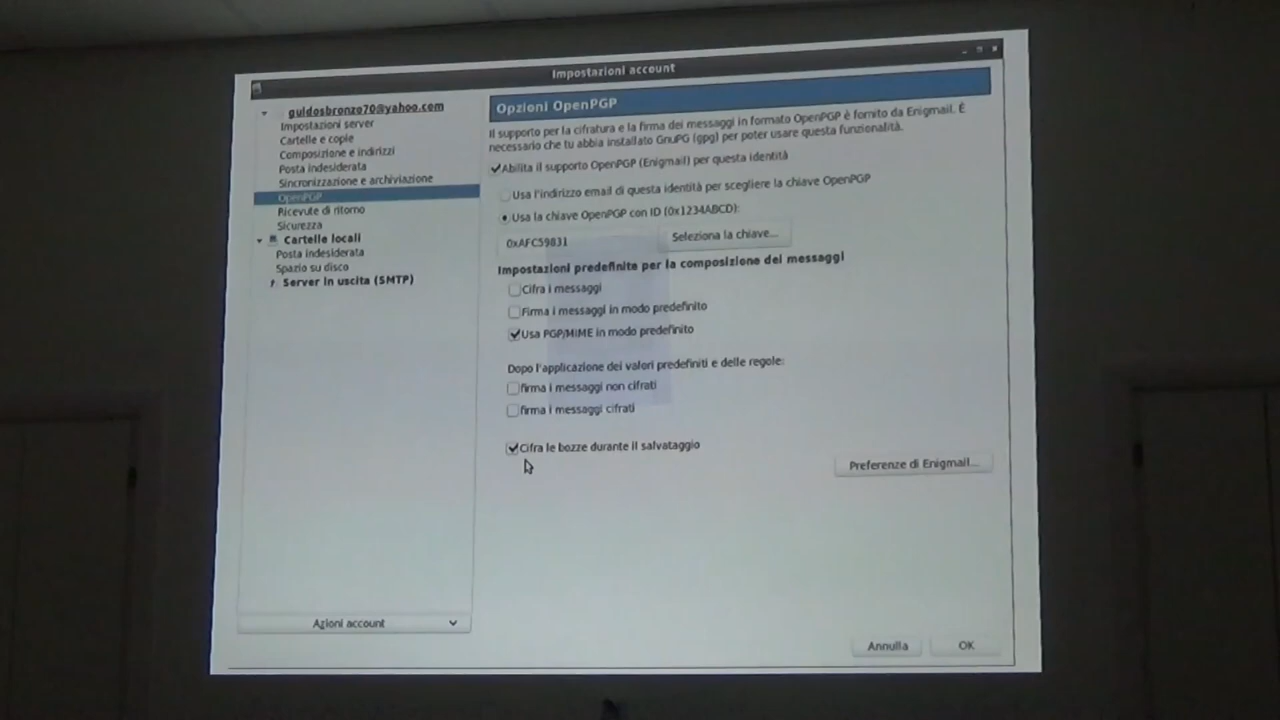 Impostazioni account
guidosbronzo70@yahoo.com
Impostazioni server
Cartelle e copie
Composizione e indirizzi
Posta indesiderata
Sincronizzazione e archiviazione
OpenPGP
Ricevute di ritorno
Sicurezza
Cartelle locali
Posta indesiderata
Spazio su disco
Server in uscita (SMTP)
Azioni account
Opzioni OpenPGP
Il supporto per la cifratura e la firma dei messaggi in formato OpenPGP è fornito da Enigmail. È
necessario che tu abbia installato GnuPG (gpg) per poter usare questa funzionalità.
Abilita il supporto OpenPGP (Enigmail) per questa identità
Usa l'indirizzo email di questa identità per scegliere la chiave OpenPGP
Usa la chiave OpenPGP con ID (0x1234ABCD):
0xAFC59831
Seleziona la chiave...
Impostazioni predefinite per la composizione dei messaggi
Cifra i messaggi
Firma i messaggi in modo predefinito
Usa PGP/MIME in modo predefinito
Dopo l'applicazione dei valori predefiniti e delle regole:
firma i messaggi non cifrati
firma i messaggi cifrati
Cifra le bozze durante il salvataggio
Preferenze di Enigmail...
Annulla
OK